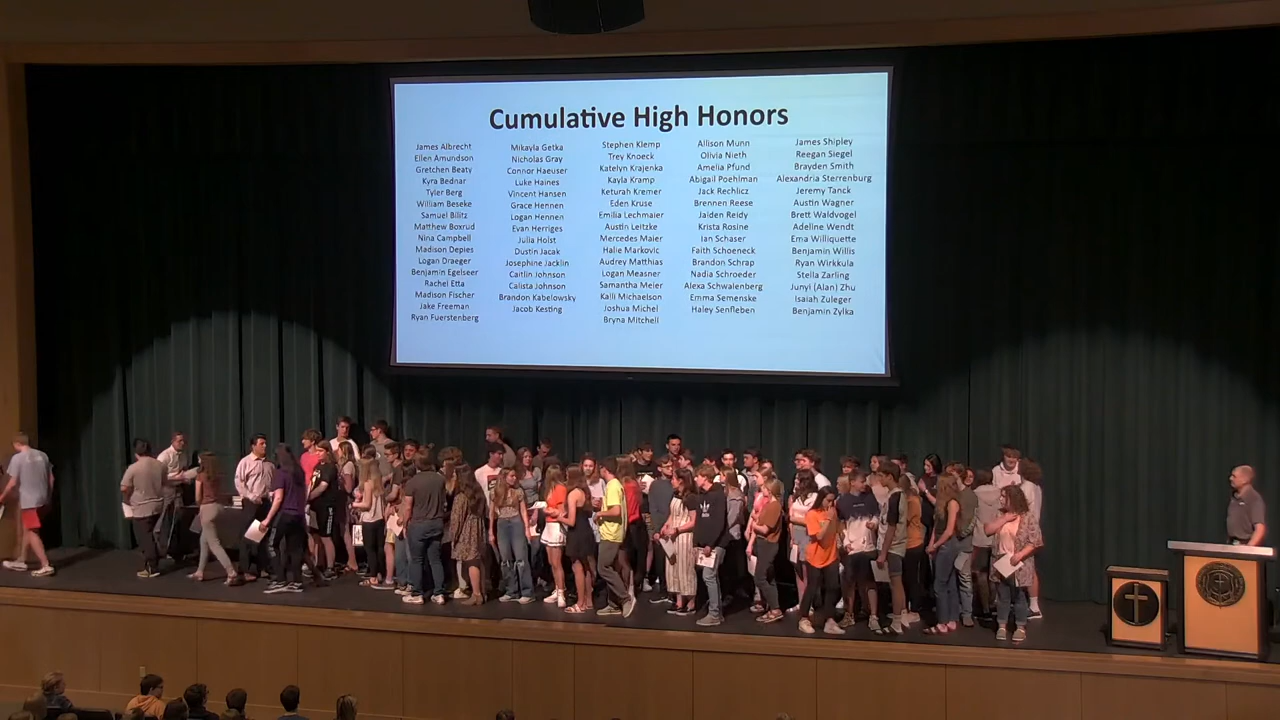 Cumulative High Honors
James Albrecht
Ellen Amundson
Gretchen Beaty
Kyra Bednar
Tyler Berg
William Beseke
Samuel Bilitz
Matthew Boxrud
Nina Campbell
Madison Depies
Logan Draeger
Benjamin Egelseer
Rachel Etta
Madison Fischer
Jake Freeman
Ryan Fuerstenberg
Mikayla Getka
Nicholas Gray
Connor Haeuser
Luke Haines
Vincent Hansen
Grace Hennen
Logan Hennen
Evan Herriges
Julia Holst
Dustin Jacak
Josephine Jacklin
Caitlin Johnson
Calista Johnson
Brandon Kabelowsky
Jacob Kesting
Stephen Klemp
Trey Knoeck
Katelyn Krajenka
Kayla Kramp
Keturah Kremer
Eden Kruse
Emilia Lechmaier
Austin Leitzke
Mercedes Maier
Halie Markovic
Audrey Matthias
Logan Measner
Samantha Meier
Kalli Michaelson
Joshua Michel
Bryna Mitchell
Allison Munn
Olivia Nieth
Amelia Pfund
Abigail Poehlman
Jack Rechlicz
Brennen Reese
Jaiden Reidy
Krista Rosine
Ian Schaser
Faith Schoeneck
Brandon Schrap
Nadia Schroeder
Alexa Schwalenberg
Emma Semenske
Haley Senfleben
James Shipley
Reegan Siegel
Brayden Smith
Alexandria Sterrenburg
Jeremy Tanck
Austin Wagner
Brett Waldvogel
Adeline Wendt
Ema Williquette
Benjamin Willis
Ryan Wirkkula
Stella Zarling
Junyi (Alan) Zhu
Isaiah Zuleger
Benjamin Zylka